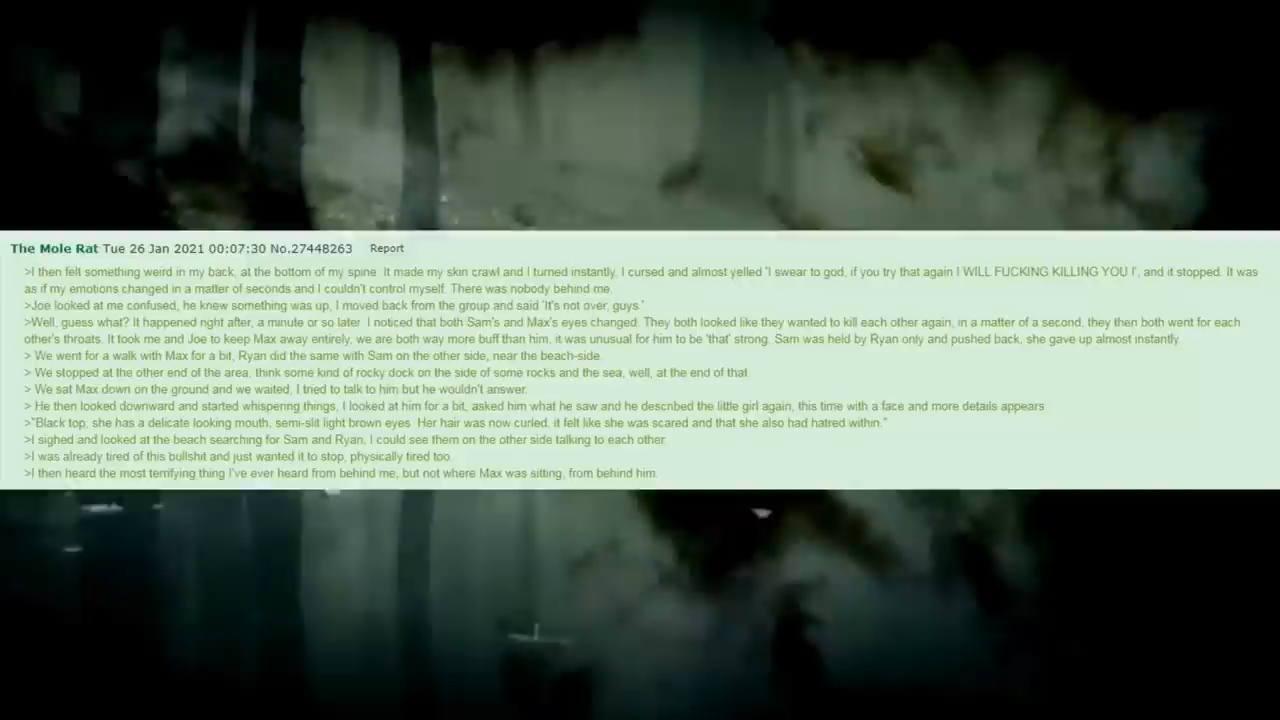 The Mole Rat Tue 26 Jan 2021 00:07:30 No.27448263 Report
>I then felt something weird in my back, at the bottom of my spine. It made my skin crawl and I turned instantly, I cursed and almost yelled 'I swear to god, if you try that again I WILL FUCKING KILLING YOU !', and it stopped. It was
as if my emotions changed in a matter of seconds and I couldn't control myself. There was nobody behind me.
>Joe looked at me confused, he knew something was up, I moved back from the group and said 'It's not over, guys.'
>Well, guess what? It happened right after, a minute or so later. I noticed that both Sam's and Max's eyes changed. They both looked like they wanted to kill each other again, in a matter of a second, they then both went for each
other's throats. It took me and Joe to keep Max away entirely, we are both way more buff than him, it was unusual for him to be 'that' strong. Sam was held by Ryan only and pushed back, she gave up almost instantly.
> We went for a walk with Max for a bit, Ryan did the same with Sam on the other side, near the beach-side.
> We stopped at the other end of the area, think some kind of rocky dock on the side of some rocks and the sea, well, at the end of that.
> We sat Max down on the ground and we waited, I tried to talk to him but he wouldn't answer.
> He then looked downward and started whispering things, I looked at him for a bit, asked him what he saw and he described the little girl again, this time with a face and more details appears.
>"Black top, she has a delicate looking mouth, semi-slit light brown eyes. Her hair was now curled, it felt like she was scared and that she also had hatred within."
>I sighed and looked at the beach searching for Sam and Ryan, I could see them on the other side talking to each other.
>I was already tired of this bullshit and just wanted it to stop, physically tired too.
>I then heard the most terrifying thing I've ever heard from behind me, but not where Max was sitting, from behind him.